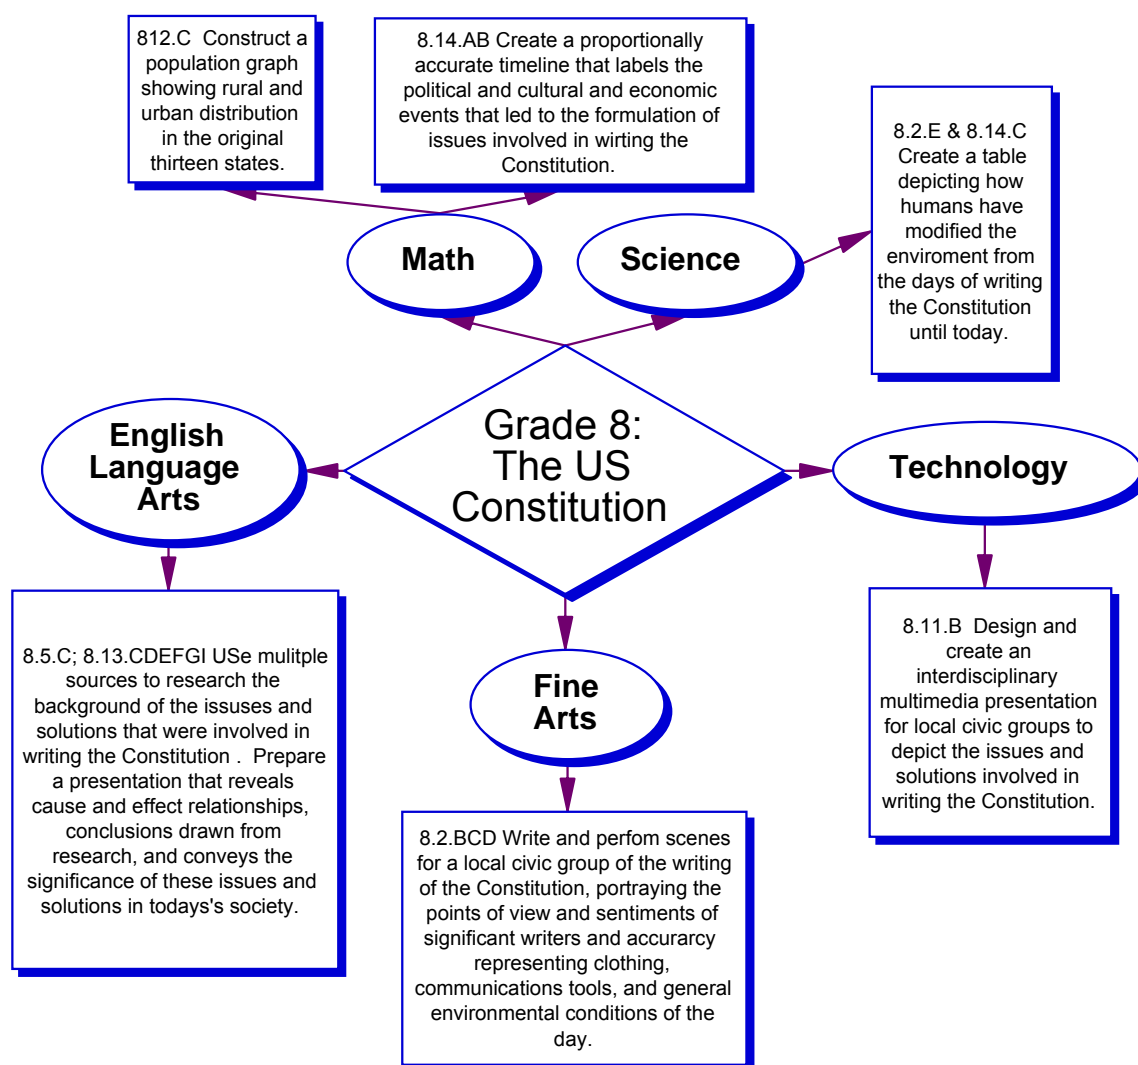 812.C  Construct a
population graph
showing rural and
urban distribution
in the original
thirteen states.
8.14.AB Create a proportionally
accurate timeline that labels the
political and cultural and economic
events that led to the formulation of
issues involved in wirting the
Constitution.
8.2.E & 8.14.C
Create a table
depicting how
humans have
modified the
enviroment from
the days of writing
the Constitution
until today.
Math
Science
Grade 8:
The US
Constitution
English
Language
Arts
Technology
8.5.C; 8.13.CDEFGI USe mulitple
sources to research the
background of the issuses and
solutions that were involved in
writing the Constitution .  Prepare
a presentation that reveals
cause and effect relationships,
conclusions drawn from
research, and conveys the
significance of these issues and
solutions in todays's society.
Fine
Arts
8.11.B  Design and
create an
interdisciplinary
multimedia presentation
for local civic groups to
depict the issues and
solutions involved in
writing the Constitution.
8.2.BCD Write and perfom scenes
for a local civic group of the writing
of the Constitution, portraying the
points of view and sentiments of
significant writers and accurarcy
representing clothing,
communications tools, and general
environmental conditions of the
day.